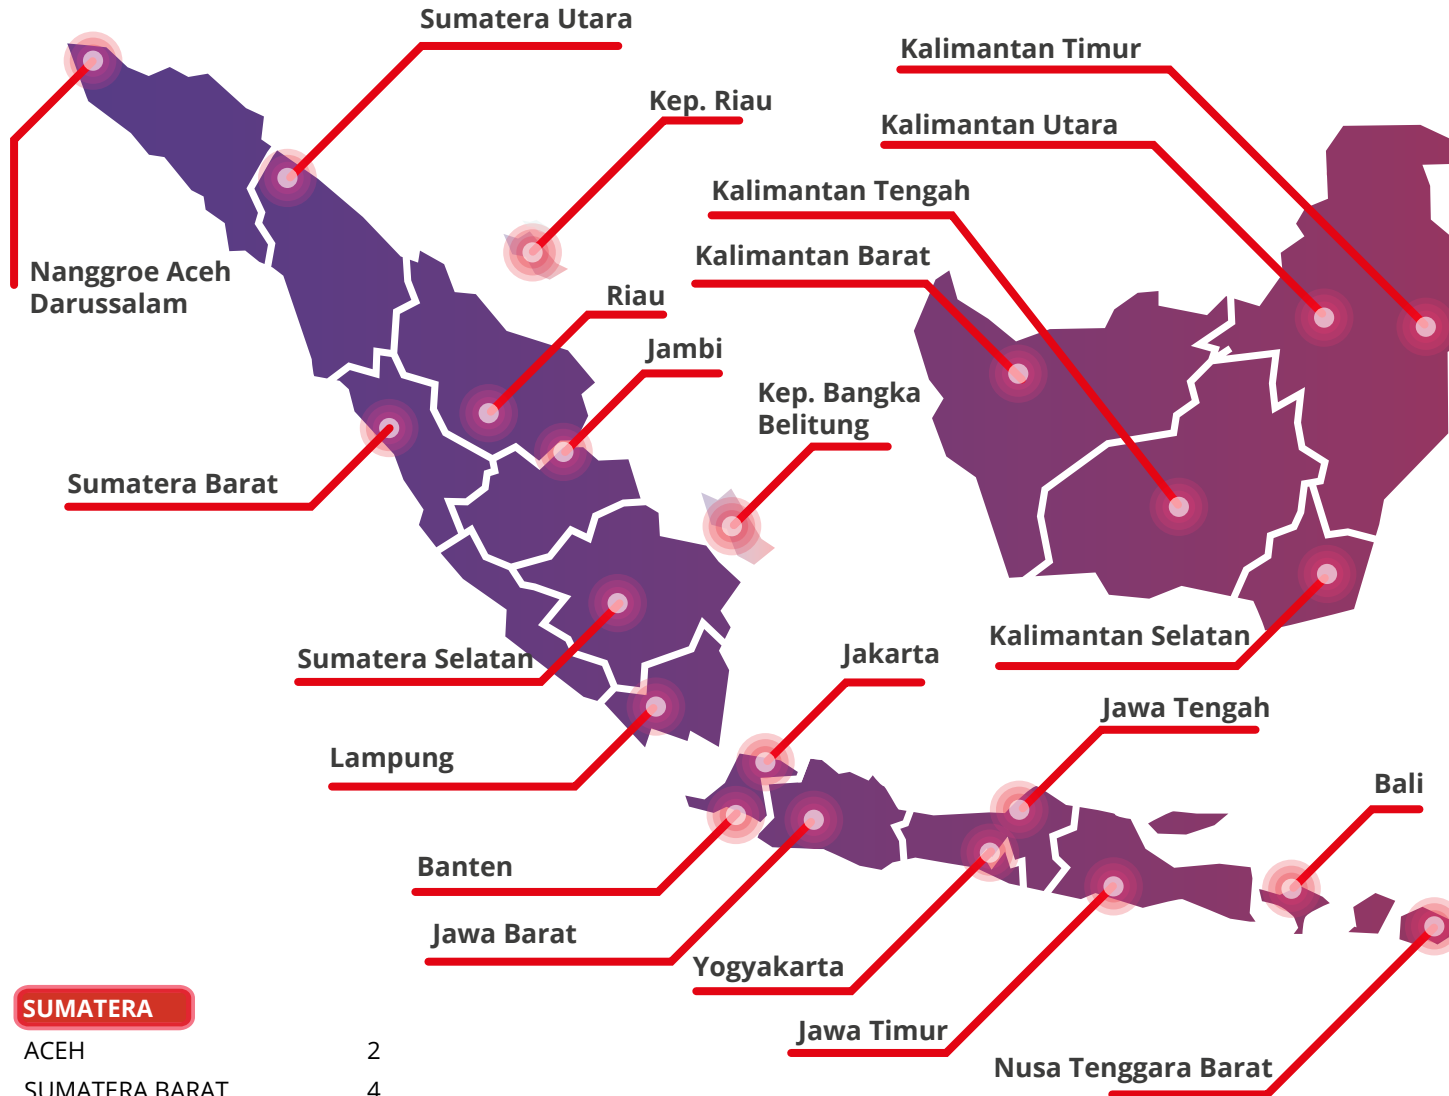 Sumatera Utara
Kalimantan Timur
Kep. Riau
Kalimantan Utara
Kalimantan Tengah
Kalimantan Barat
Nanggroe Aceh
Darussalam
Riau
Jambi
Kep. Bangka
Belitung
Sumatera Barat
Kalimantan Selatan
Jakarta
Sumatera Selatan
Jawa Tengah
Lampung
Bali
Banten
Jawa Barat
Yogyakarta
Jawa Timur
Nusa Tenggara Barat
SUMATERA
ACEH 2
SUMATERA BARAT 4